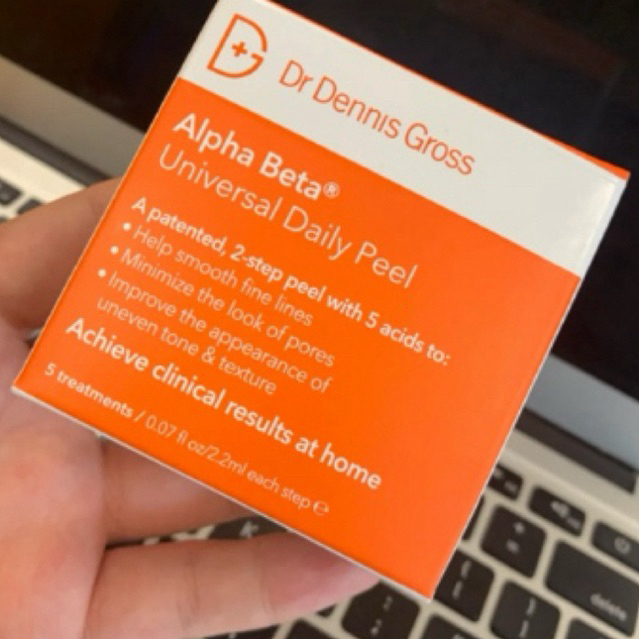 Dr Dennis Gross
Alpha Beta®
Universal Daily Peel
A patented, 2-step peel with 5 acids to:
• Help smooth fine lines
• Minimize the look of pores
• Improve the appearance of
uneven tone & texture
Achieve clinical results at home
5 treatments / 0.07 fl oz/2.2ml each step ℮
delete